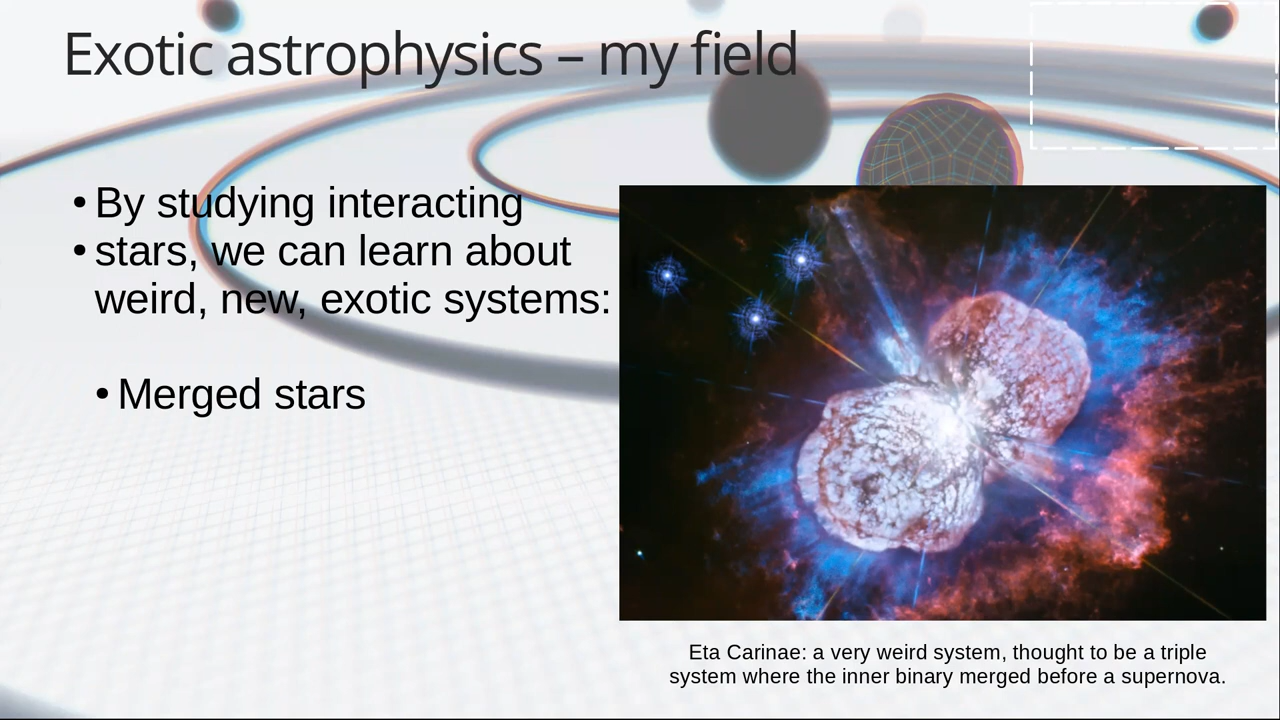 Exotic astrophysics – my field
• By studying interacting
• stars, we can learn about
weird, new, exotic systems:
• Merged stars
Eta Carinae: a very weird system, thought to be a triple
system where the inner binary merged before a supernova.